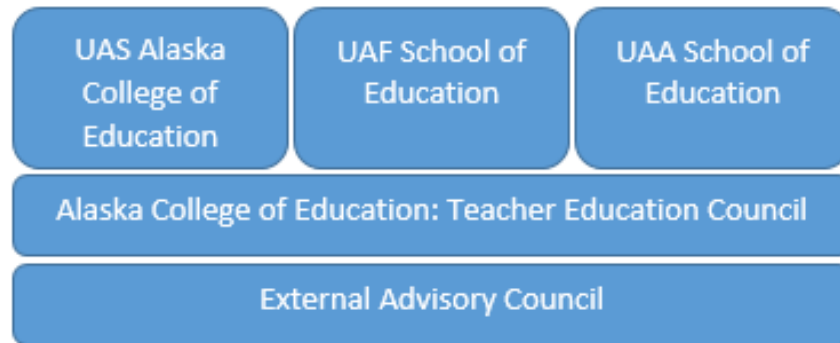 UAS Alaska
College of
Education
UAF School of
Education
UAA School of
Education
Alaska College of Education: Teacher Education Council
External Advisory Council